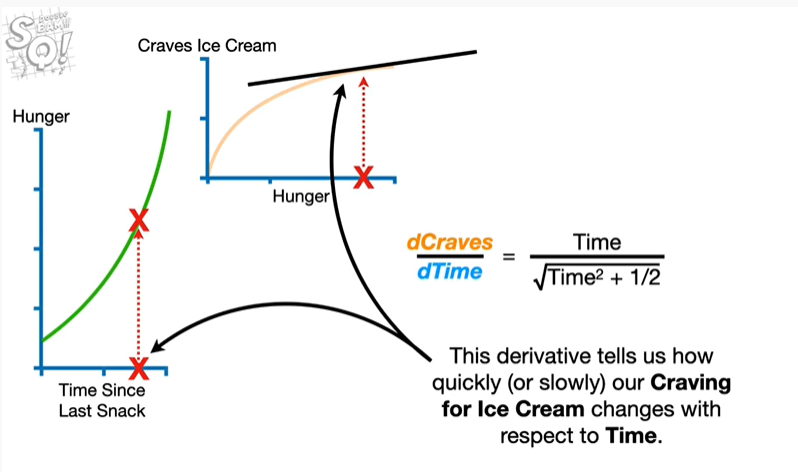 SQ!
Craves Ice Cream
Hunger
Hunger
dCraves
dTime
=
Time
√Time² + 1/2
Time Since
Last Snack
This derivative tells us how
quickly (or slowly) our Craving
for Ice Cream changes with
respect to Time.